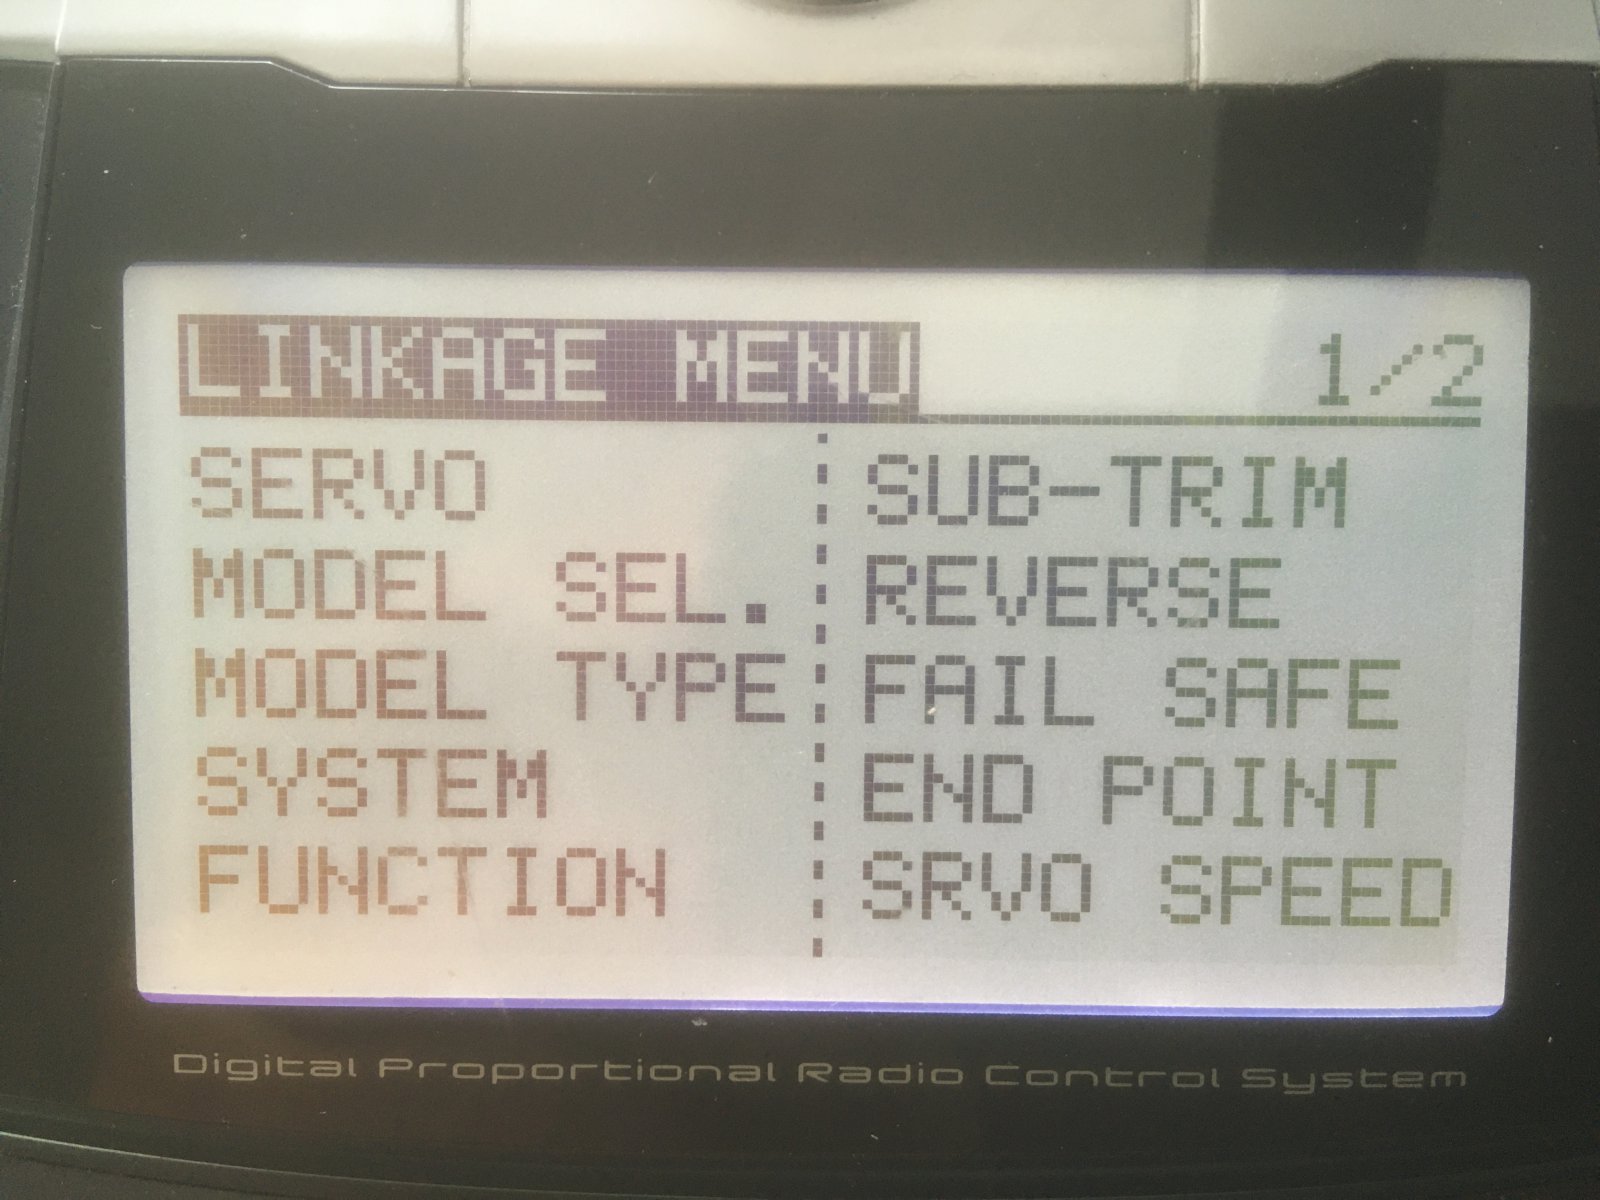 LINKAGE MENU 1/2
SERVO
MODEL SEL.
MODEL TYPE
SYSTEM
FUNCTION
SUB-TRIM
REVERSE
FAIL SAFE
END POINT
SRVO SPEED
Digital Proportional Radio Control System